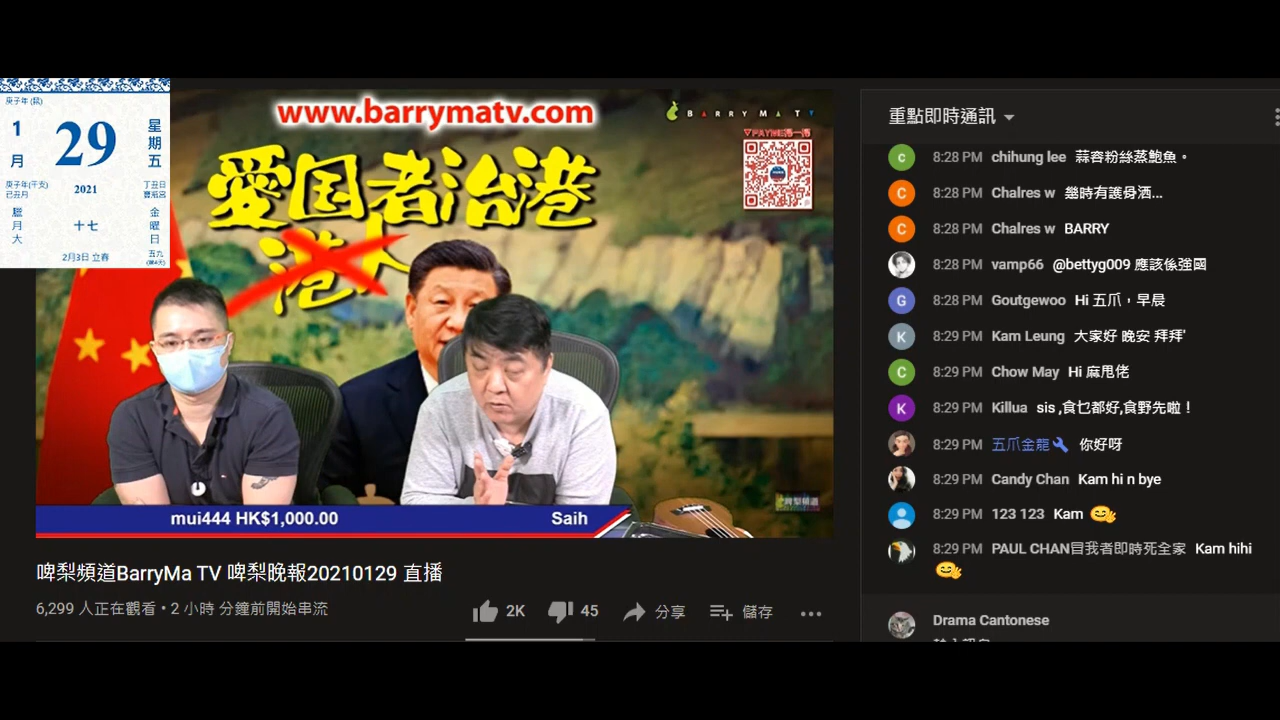 庚子年 (鼠)
1
月
29
星
期
五
庚子年(干支)
己丑月
2021
丁丑日
臘
月
大
十七
金
曜
日
2月3日 立春
五九
www.barrymatv.com
BARRY MA TV
愛国者治港
港人
mui444 HK$1,000.00
Saih
啤梨頻道BarryMa TV 啤梨晚報20210129 直播
6,299 人正在觀看 • 2 小時 分鐘前開始串流
2K
45
分享
儲存
重點即時通訊
8:28 PM chihung lee 蒜蓉粉絲蒸鮑魚。
8:28 PM Chalres w 幾時有護身酒...
8:28 PM Chalres w BARRY
8:28 PM vamp66 @bettyg009 應該係強國
8:28 PM Goutgewoo Hi 五爪，早晨
8:28 PM Kam Leung 大家好 晚安 拜拜'
8:29 PM Chow May Hi 麻甩佬
8:29 PM Killua sis ,食乜都好,食野先啦！
8:29 PM 五爪金龍 你好呀
8:29 PM Candy Chan Kam hi n bye
8:29 PM 123 123 Kam
8:29 PM PAUL CHAN冒我者即時死全家 Kam hihi
Drama Cantonese